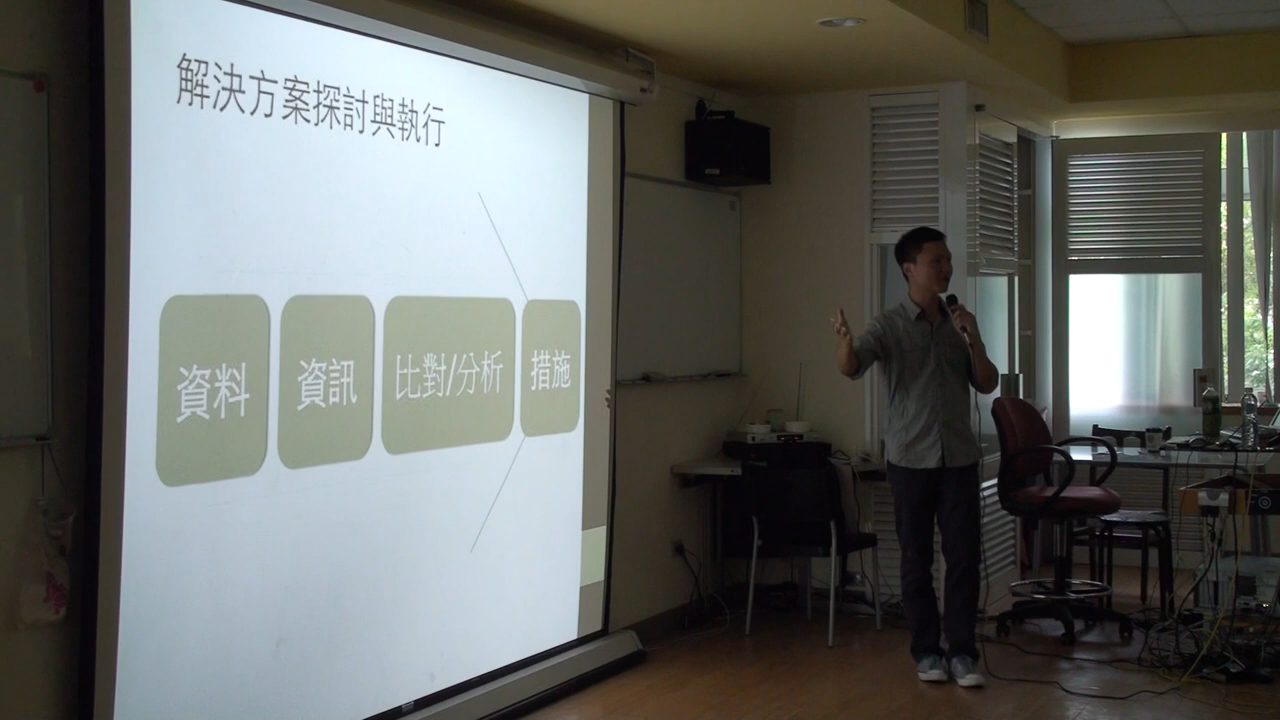 解決方案探討與執行
資料
資訊
比對/分析
措施